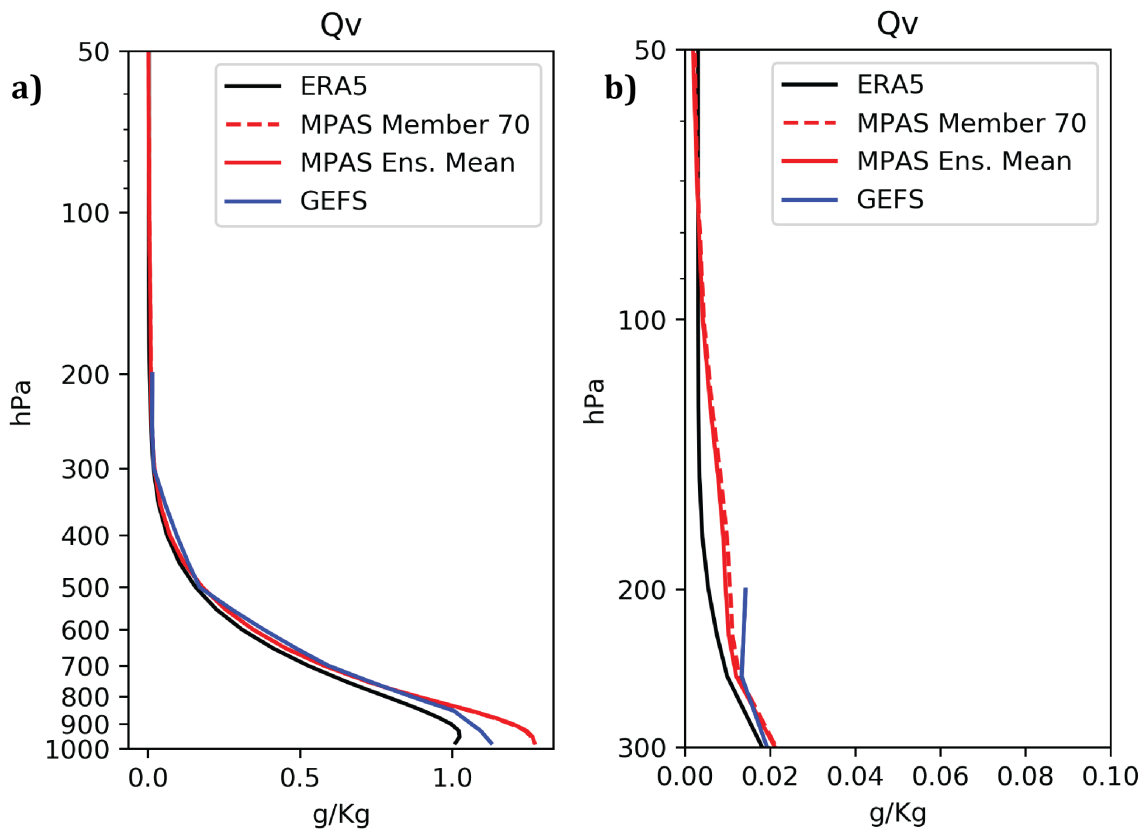 a)
Qv
50
100
200
300
400
500
600
700
800
900
1000
hPa
0.0 0.5 1.0
g/Kg
ERA5
MPAS Member 70
MPAS Ens. Mean
GEFS
b)
Qv
50
100
200
300
hPa
0.00 0.02 0.04 0.06 0.08 0.10
g/Kg
ERA5
MPAS Member 70
MPAS Ens. Mean
GEFS